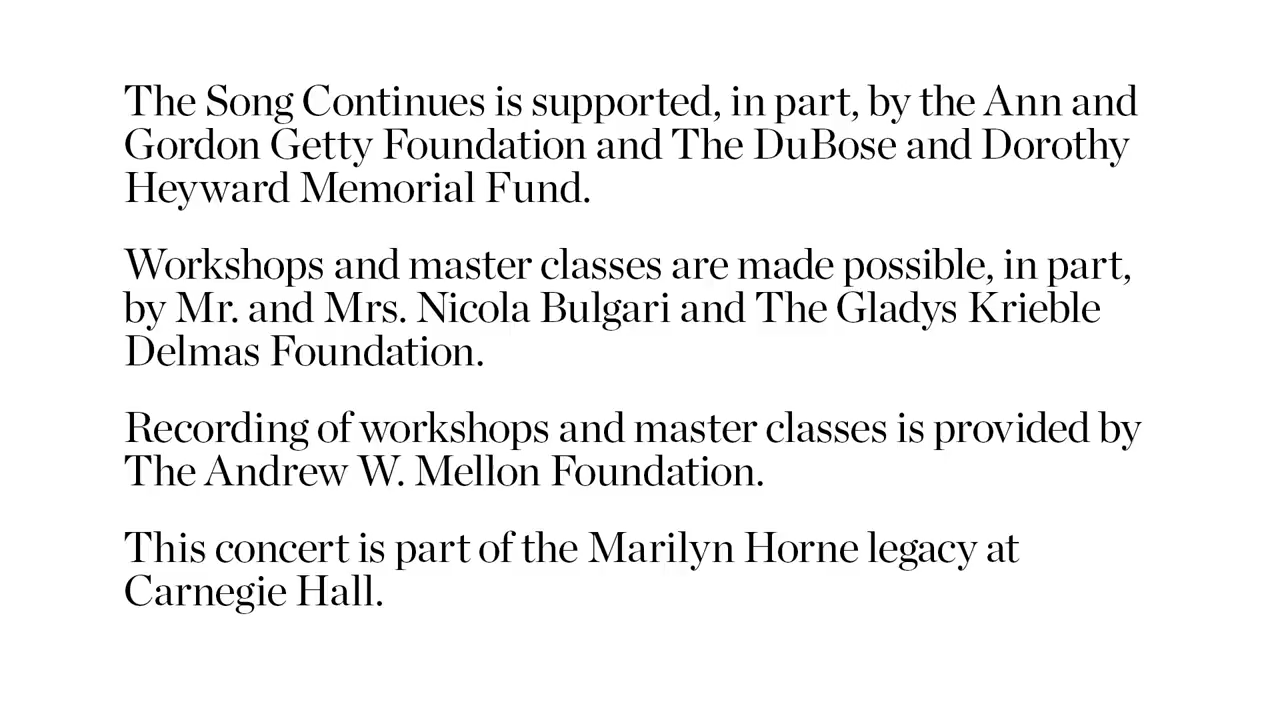 The Song Continues is supported, in part, by the Ann and
Gordon Getty Foundation and The DuBose and Dorothy
Heyward Memorial Fund.
Workshops and master classes are made possible, in part,
by Mr. and Mrs. Nicola Bulgari and The Gladys Krieble
Delmas Foundation.
Recording of workshops and master classes is provided by
The Andrew W. Mellon Foundation.
This concert is part of the Marilyn Horne legacy at
Carnegie Hall.